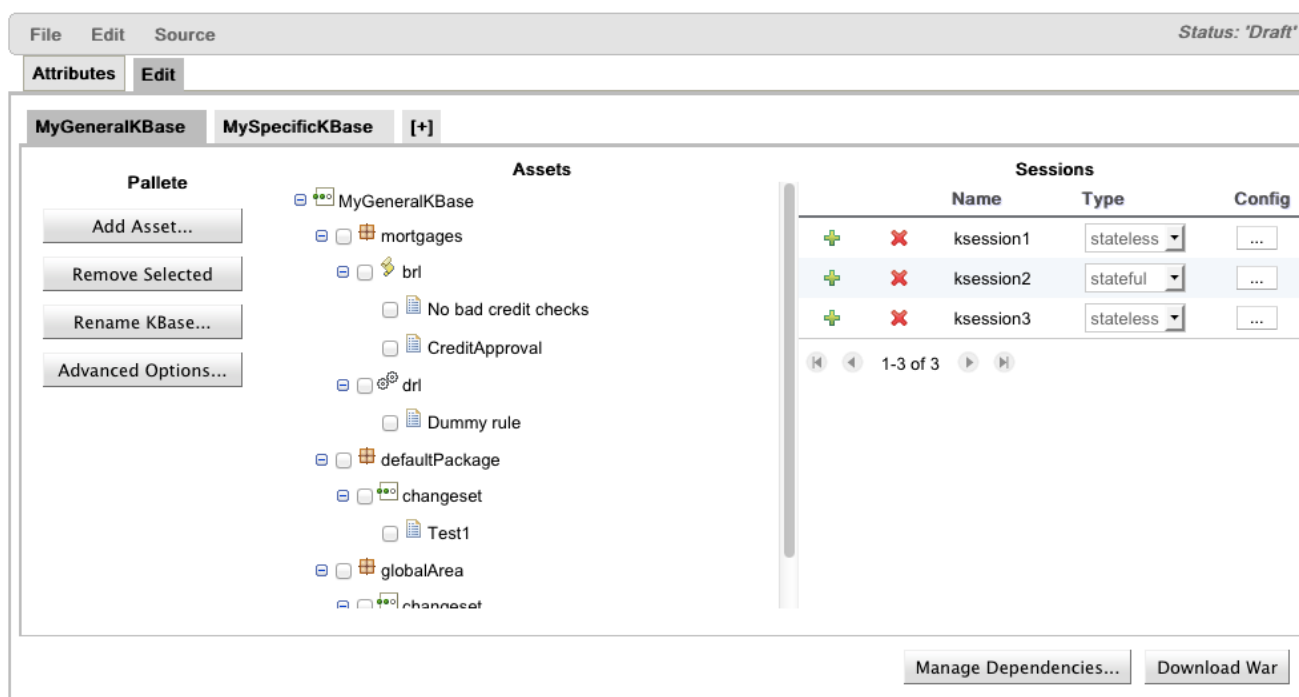 File Edit Source Status: 'Draft'
Attributes Edit
MyGeneralKBase MySpecificKBase [+]
Pallete
Add Asset...
Remove Selected
Rename KBase...
Advanced Options...
Assets
MyGeneralKBase
mortgages
brl
No bad credit checks
CreditApproval
drl
Dummy rule
defaultPackage
changeset
Test1
globalArea
changeset
Sessions
Name Type Config
ksession1 stateless ...
ksession2 stateful ...
ksession3 stateless ...
1-3 of 3
Manage Dependencies... Download War